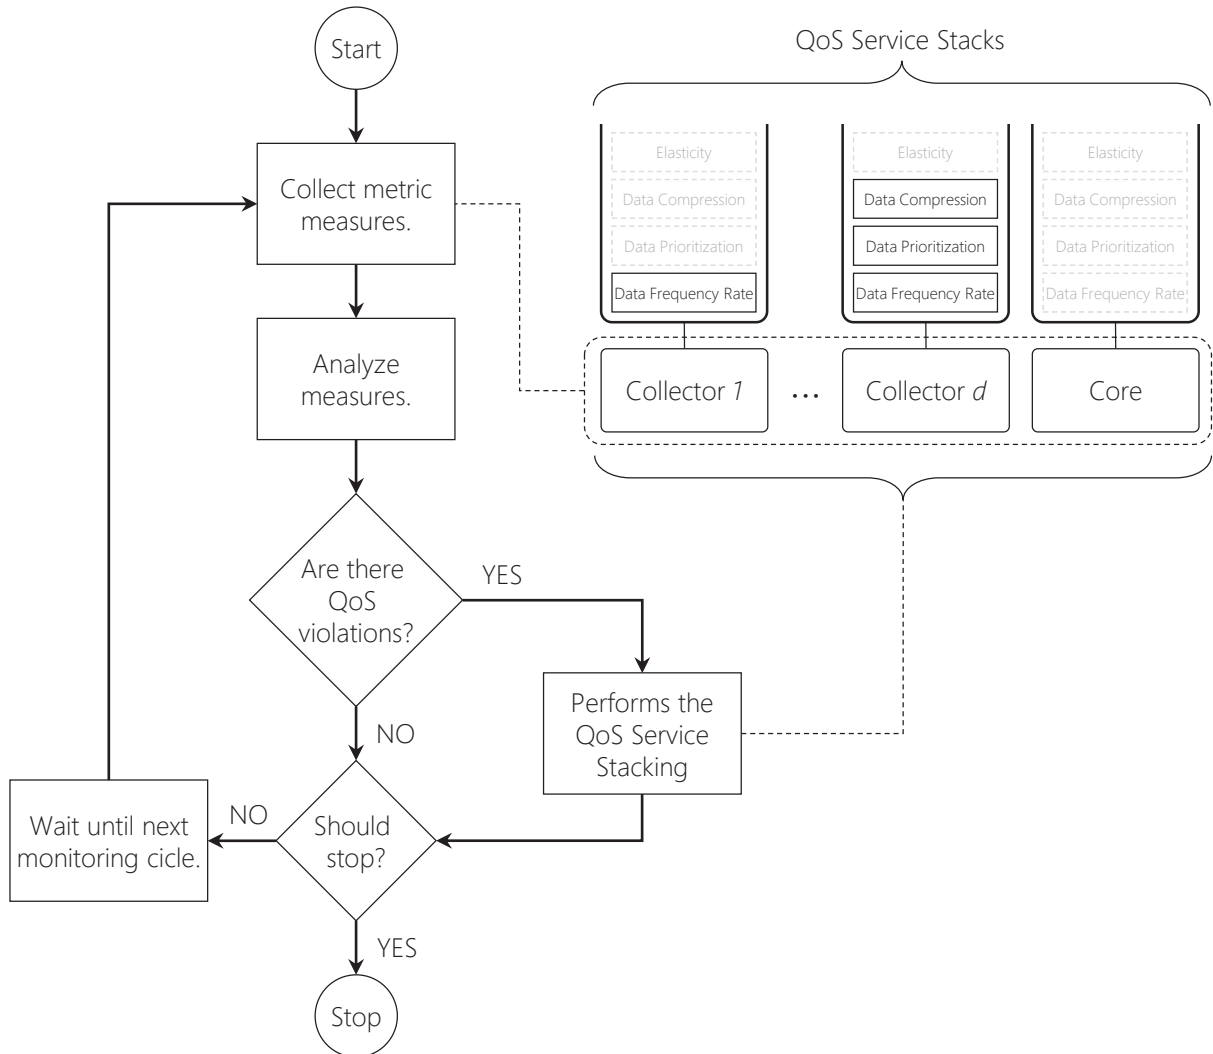 Start
Collect metric
measures.
Analyze
measures.
Are there
QoS
violations?
YES
NO
Performs the
QoS Service
Stacking
Should
stop?
NO
Wait until next
monitoring cicle.
YES
Stop
QoS Service Stacks
Elasticity
Data Compression
Data Prioritization
Data Frequency Rate
Elasticity
Data Compression
Data Prioritization
Data Frequency Rate
Elasticity
Data Compression
Data Prioritization
Data Frequency Rate
Collector 1
...
Collector d
Core